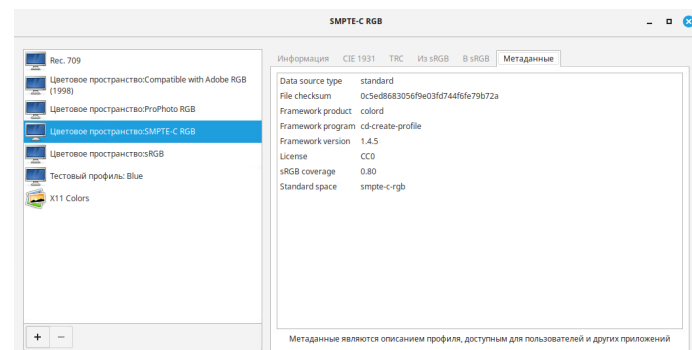 SMPTE-C RGB
Rec. 709
Цветовое пространство:Compatible with Adobe RGB
(1998)
Цветовое пространство:ProPhoto RGB
Цветовое пространство:SMPTE-C RGB
Цветовое пространство:sRGB
Тестовый профиль: Blue
X11 Colors
Информация CIE 1931 TRC Из sRGB В sRGB Метаданные
Data source type standard
File checksum 0c5ed8683056f9e03fd744f6fe79b72a
Framework product colord
Framework program cd-create-profile
Framework version 1.4.5
License CC0
sRGB coverage 0.80
Standard space smpte-c-rgb
Метаданные являются описанием профиля, доступным для пользователей и других приложений